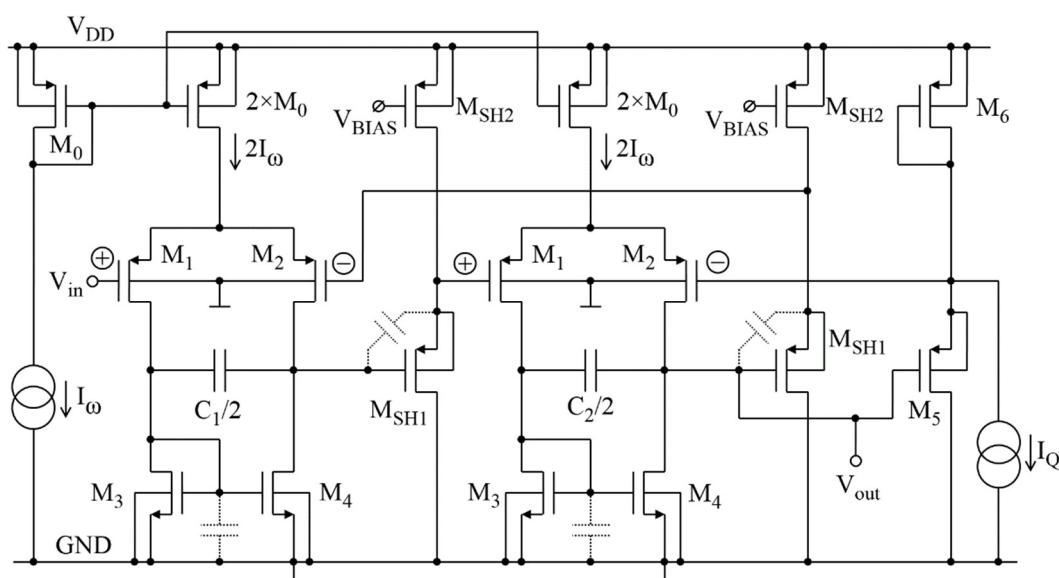 V_DD
M_0
2×M_0
V_BIAS
M_SH2
2×M_0
V_BIAS
M_SH2
M_6
2I_ω
2I_ω
⊕
M_1
M_2
⊖
V_in
⊕
M_1
M_2
⊖
I_ω
C_1/2
M_SH1
C_2/2
M_SH1
M_5
I_Q
M_3
M_4
M_3
M_4
V_out
GND